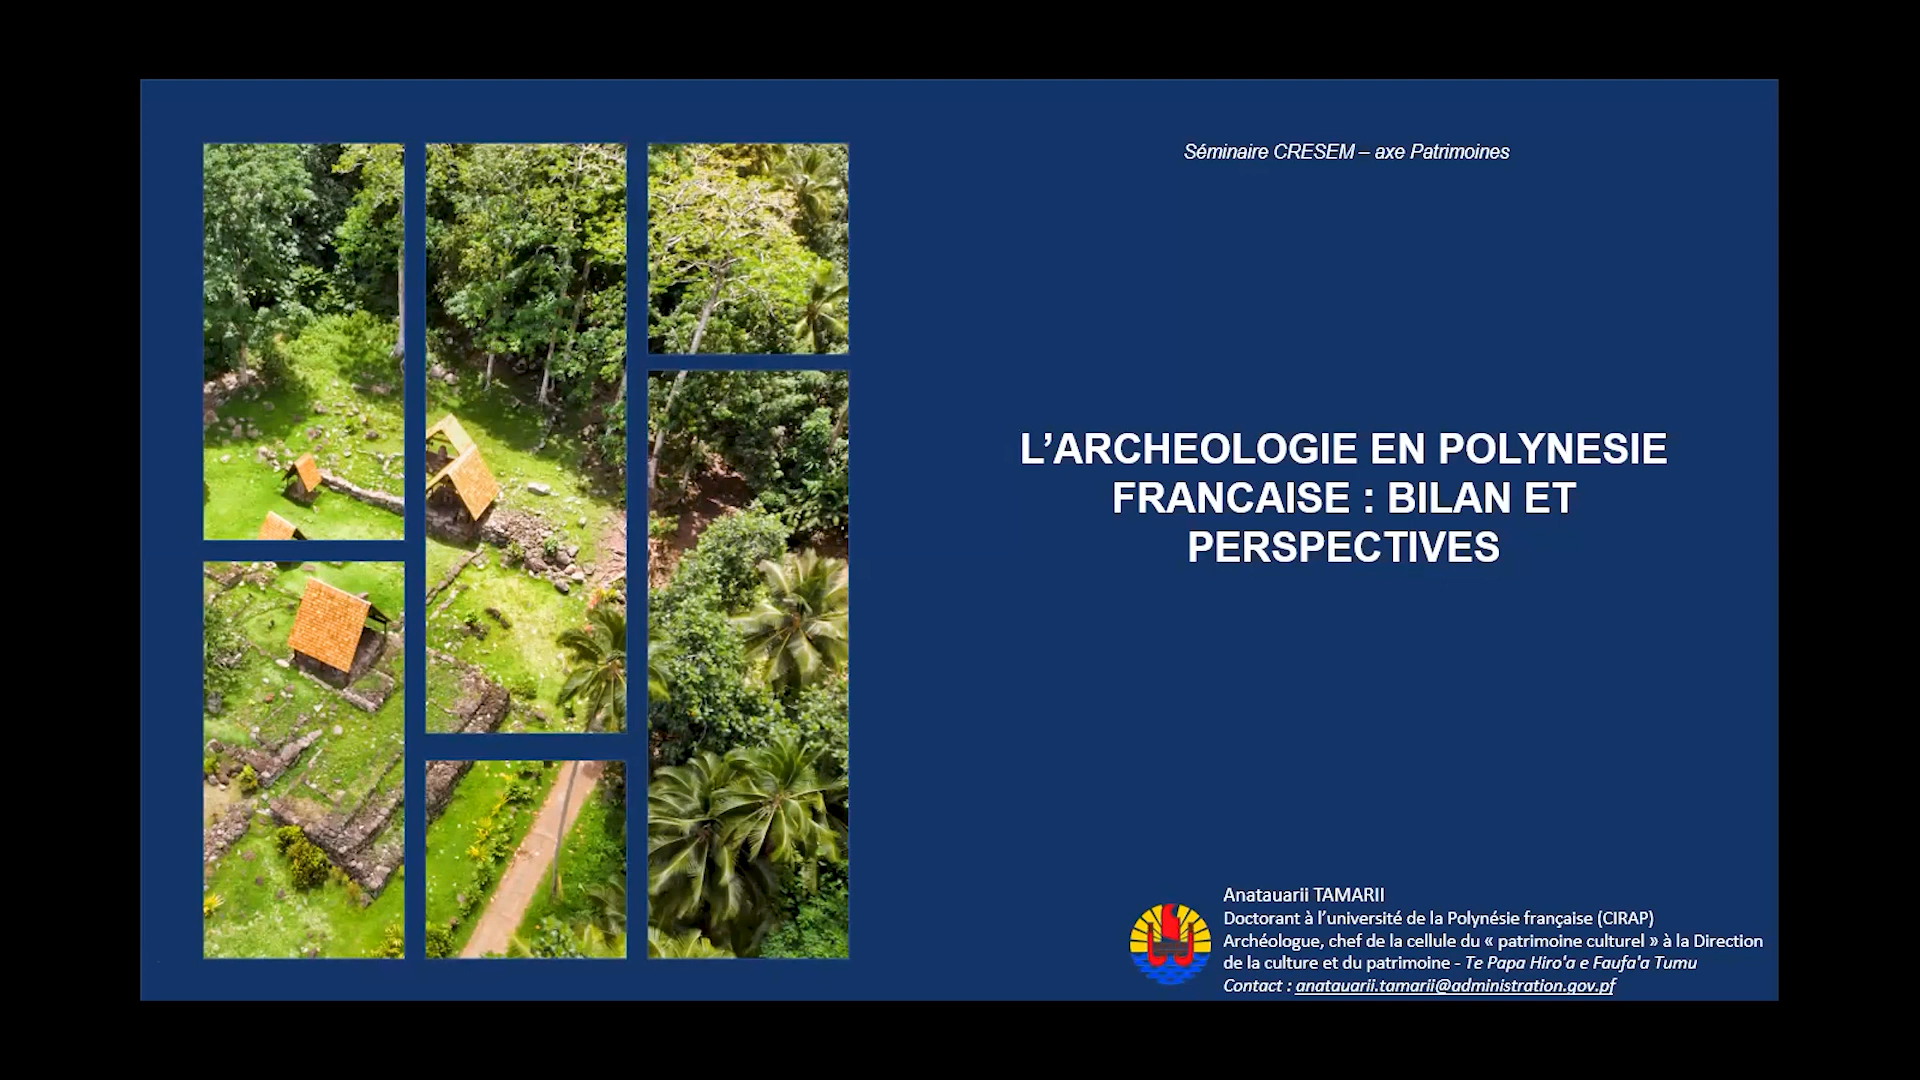 Séminaire CRESEM – axe Patrimoines
L’ARCHEOLOGIE EN POLYNESIE
FRANCAISE : BILAN ET
PERSPECTIVES
Anatauarii TAMARII
Doctorant à l’université de la Polynésie française (CIRAP)
Archéologue, chef de la cellule du « patrimoine culturel » à la Direction
de la culture et du patrimoine - Te Papa Hiro'a e Faufa'a Tumu
Contact : anatauarii.tamarii@administration.gov.pf